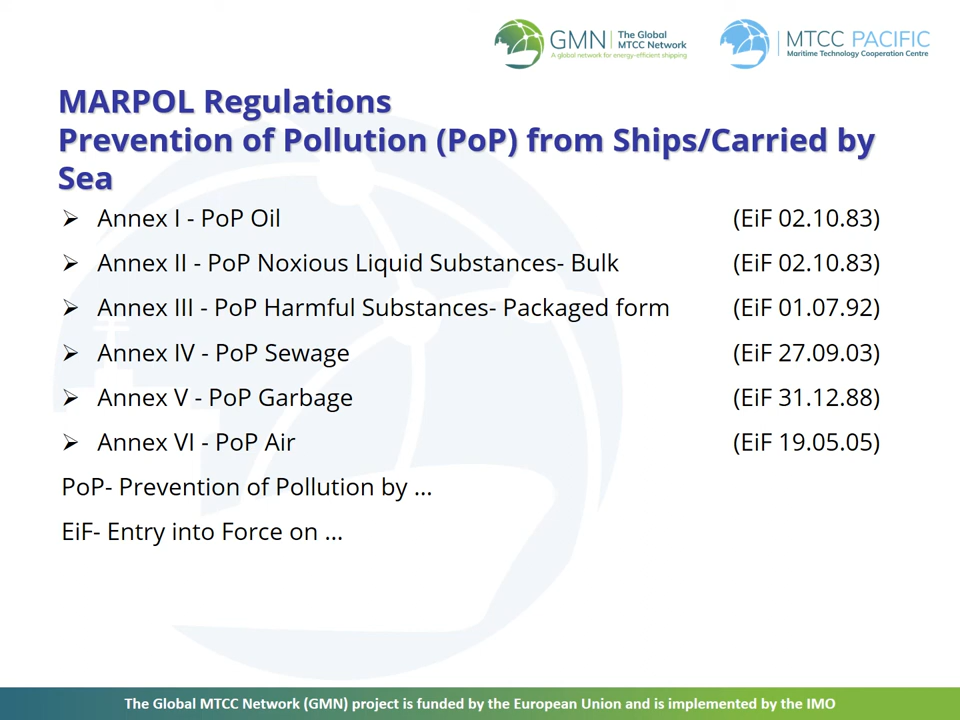 GMN | The Global MTCC Network
A global network for energy-efficient shipping
MTCC PACIFIC
Maritime Technology Cooperation Centre
MARPOL Regulations
Prevention of Pollution (PoP) from Ships/Carried by
Sea
➢ Annex I - PoP Oil (EiF 02.10.83)
➢ Annex II - PoP Noxious Liquid Substances- Bulk (EiF 02.10.83)
➢ Annex III - PoP Harmful Substances- Packaged form (EiF 01.07.92)
➢ Annex IV - PoP Sewage (EiF 27.09.03)
➢ Annex V - PoP Garbage (EiF 31.12.88)
➢ Annex VI - PoP Air (EiF 19.05.05)
PoP- Prevention of Pollution by ...
EiF- Entry into Force on ...
The Global MTCC Network (GMN) project is funded by the European Union and is implemented by the IMO